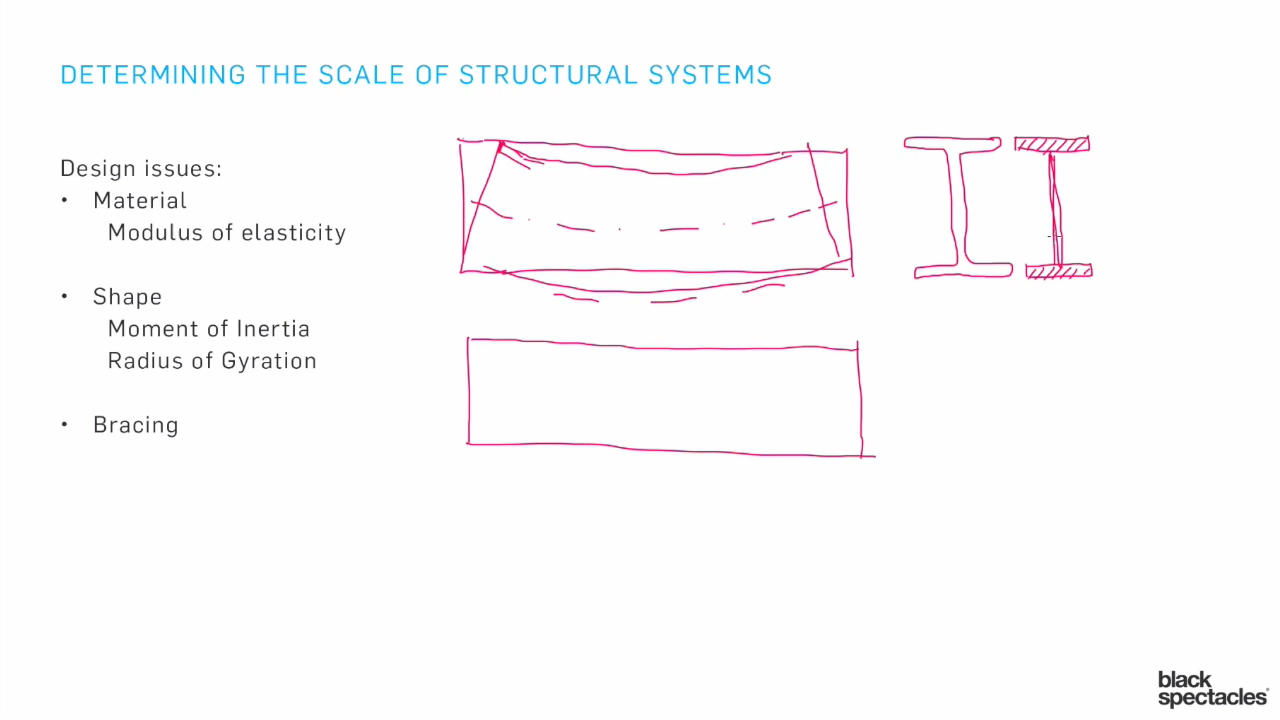 DETERMINING THE SCALE OF STRUCTURAL SYSTEMS
Design issues:
• Material
Modulus of elasticity
• Shape
Moment of Inertia
Radius of Gyration
• Bracing
black
spectacles®